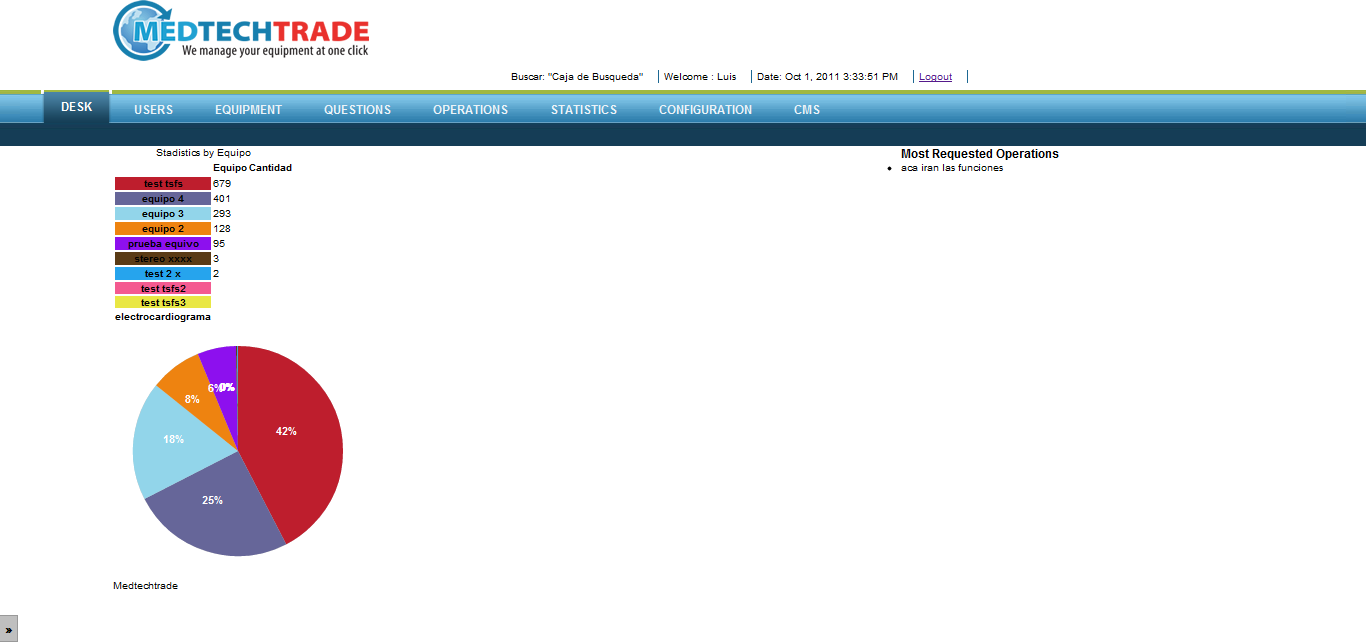 MEDTECHTRADE
We manage your equipment at one click
Buscar: "Caja de Busqueda" Welcome : Luis Date: Oct 1, 2011 3:33:51 PM Logout
DESK USERS EQUIPMENT QUESTIONS OPERATIONS STATISTICS CONFIGURATION CMS
Stadistics by Equipo
Equipo Cantidad
test tsfs 679
equipo 4 401
equipo 3 293
equipo 2 128
prueba equivo 95
stereo xxxx 3
test 2 x 2
test tsfs2
test tsfs3
electrocardiograma
Most Requested Operations
• aca iran las funciones
6% 0%
8%
42%
18%
25%
Medtechtrade
»